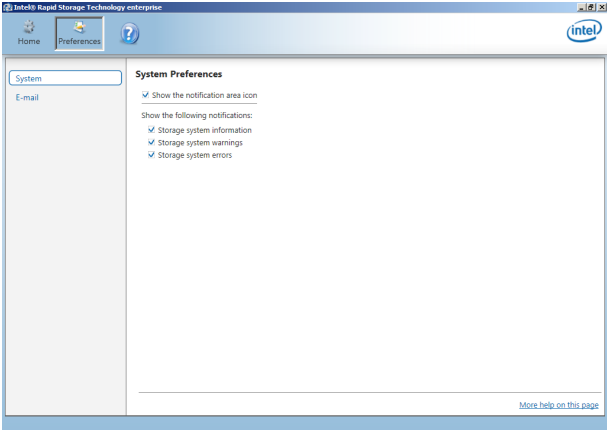 Intel® Rapid Storage Technology enterprise
Home
Preferences
?
intel
System
E-mail
System Preferences
Show the notification area icon
Show the following notifications:
Storage system information
Storage system warnings
Storage system errors
More help on this page